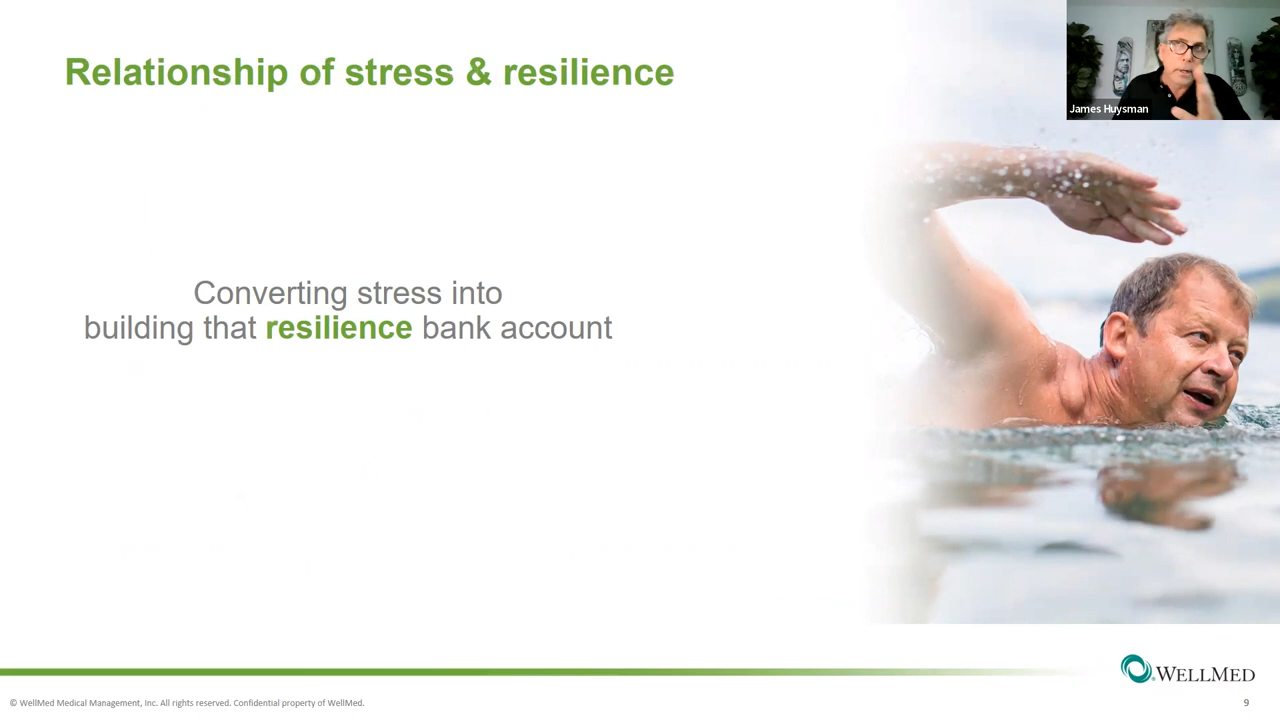 Relationship of stress & resilience
James Huysman
Converting stress into
building that resilience bank account
WELLMED
© WellMed Medical Management, Inc. All rights reserved. Confidential property of WellMed.
9